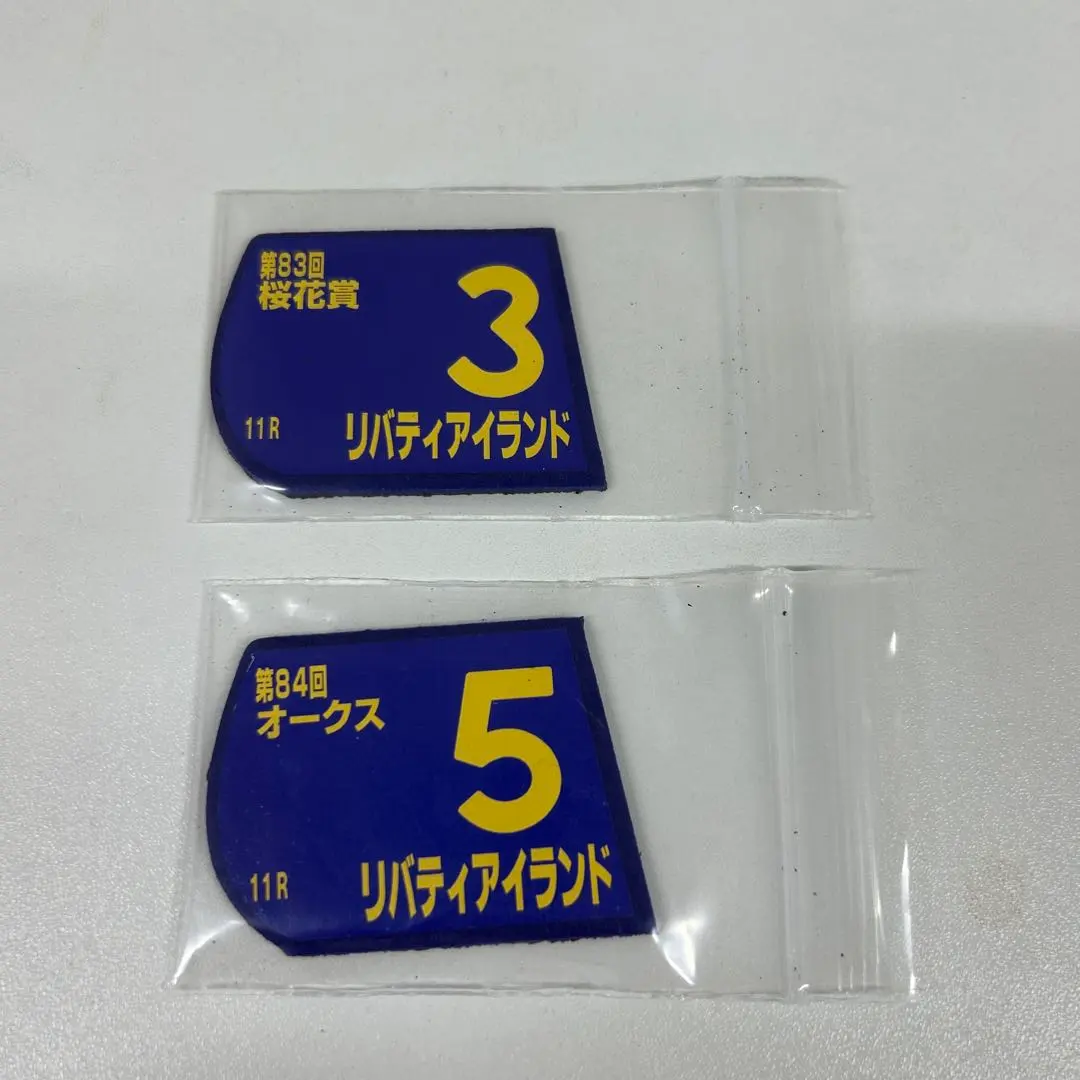 第83回
桜花賞
3
11R
リバティアイランド
第84回
オークス
5
11R
リバティアイランド